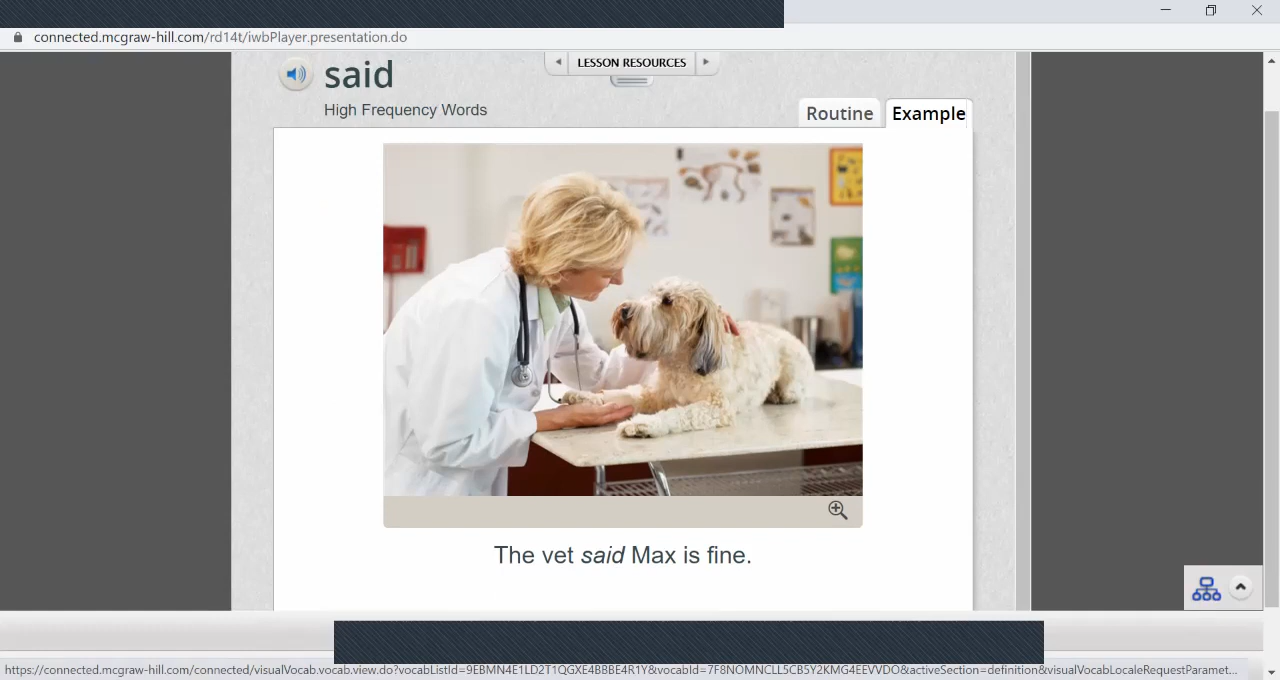 connected.mcgraw-hill.com/rd14t/iwbPlayer.presentation.do
LESSON RESOURCES
said
High Frequency Words
Routine
Example
The vet said Max is fine.
https://connected.mcgraw-hill.com/connected/visualVocab.vocab.view.do?vocabListId=9EBMN4E1LD2T1QGXE4BBBE4R1Y&vocabId=7F8NOMNCLL5CB5Y2KMG4EEVVDO&activeSection=definition&visualVocabLocaleRequestParamet...